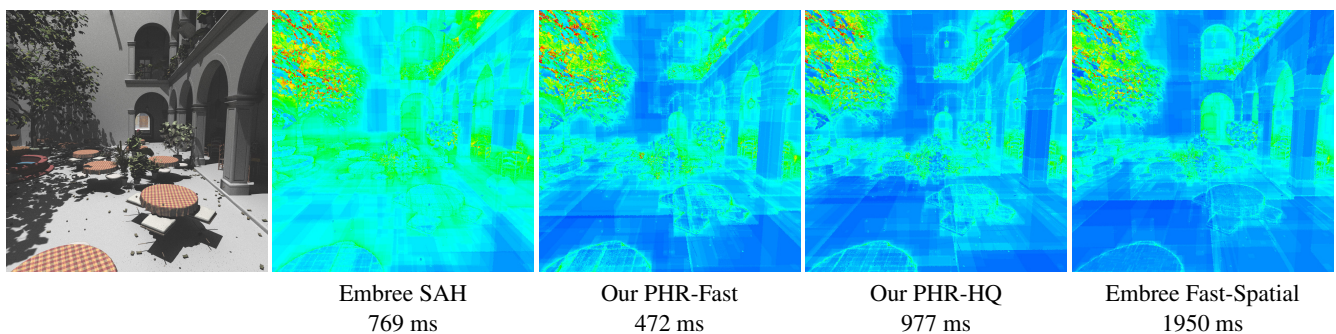 Embree SAH
769 ms
Our PHR-Fast
472 ms
Our PHR-HQ
977 ms
Embree Fast-Spatial
1950 ms